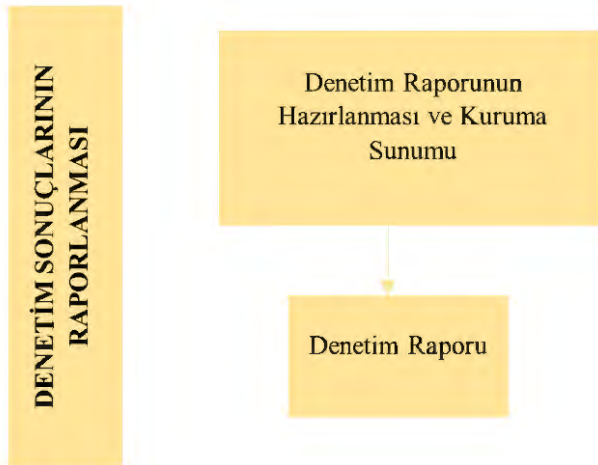 DENETİM SONUÇLARININ
RAPORLANMASI
Denetim Raporunun
Hazırlanması ve Kuruma
Sunumu
Denetim Raporu